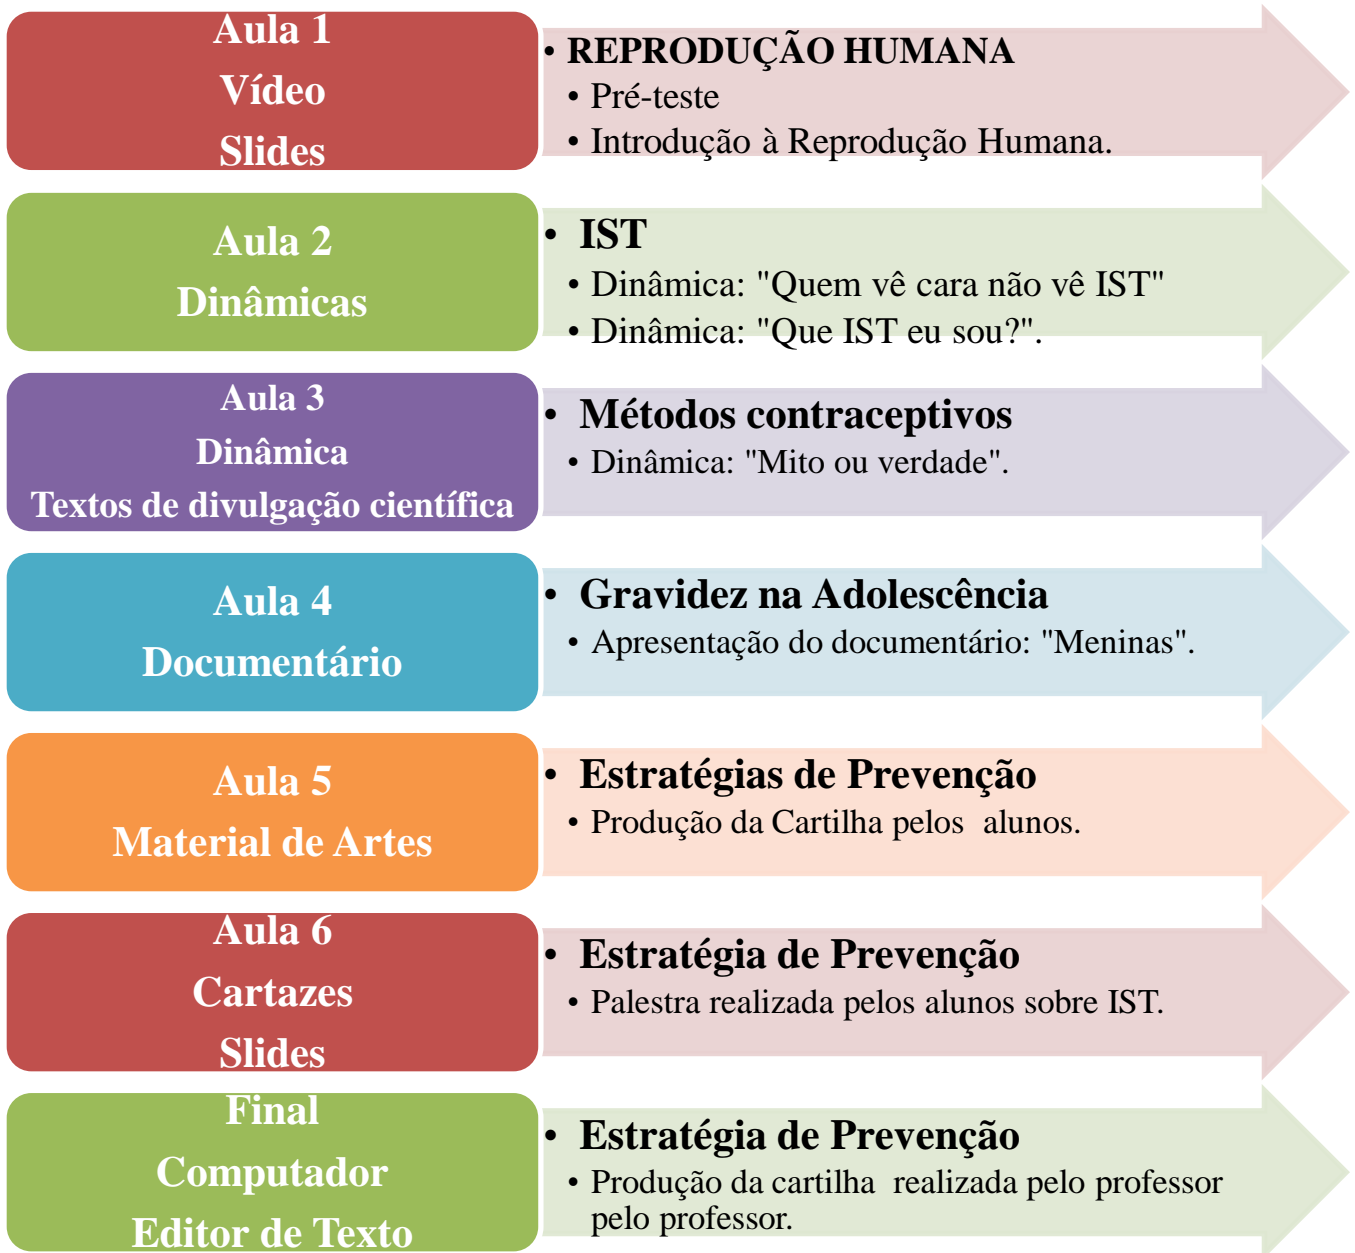 Aula 1
Vídeo
Slides
• REPRODUÇÃO HUMANA
• Pré-teste
• Introdução à Reprodução Humana.
Aula 2
Dinâmicas
• IST
• Dinâmica: "Quem vê cara não vê IST"
• Dinâmica: "Que IST eu sou?".
Aula 3
Dinâmica
Textos de divulgação científica
• Métodos contraceptivos
• Dinâmica: "Mito ou verdade".
Aula 4
Documentário
• Gravidez na Adolescência
• Apresentação do documentário: "Meninas".
Aula 5
Material de Artes
• Estratégias de Prevenção
• Produção da Cartilha pelos alunos.
Aula 6
Cartazes
Slides
• Estratégia de Prevenção
• Palestra realizada pelos alunos sobre IST.
Final
Computador
Editor de Texto
• Estratégia de Prevenção
• Produção da cartilha realizada pelo professor
pelo professor.